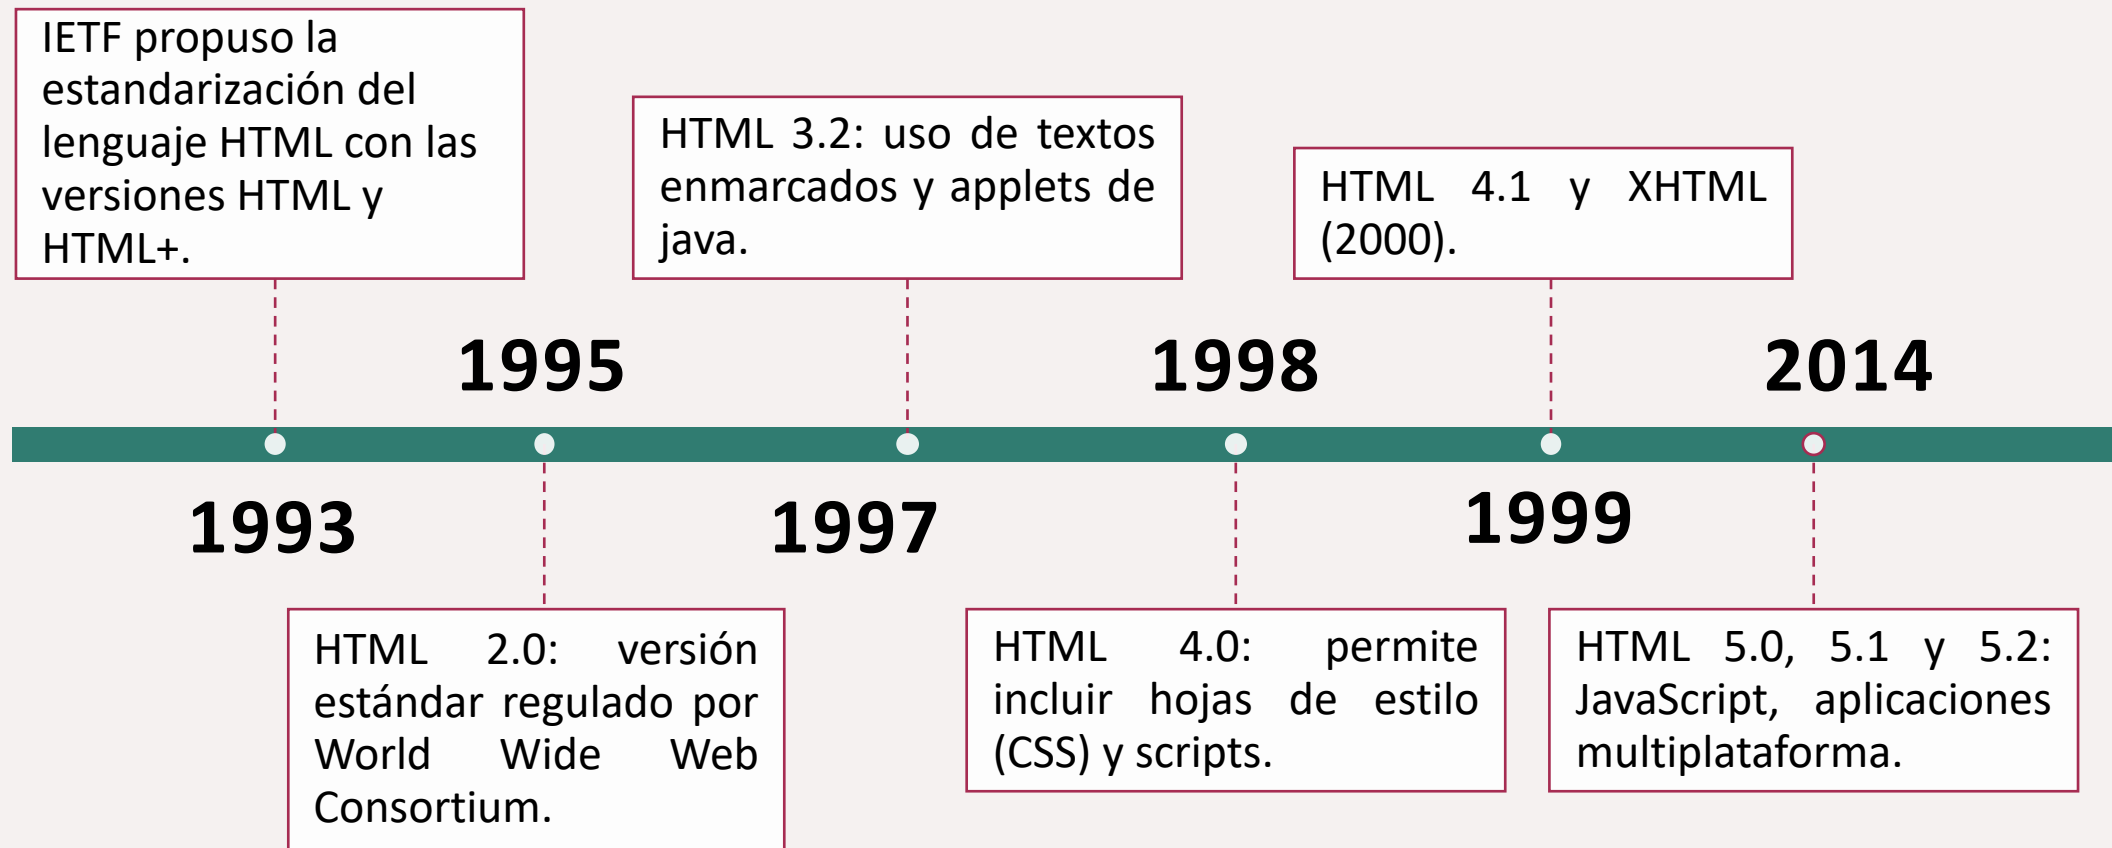 IETF propuso la
estandarización del
lenguaje HTML con las
versiones HTML y
HTML+.
HTML 3.2: uso de textos
enmarcados y applets de
java.
HTML 4.1 y XHTML
(2000).
1995
1998
2014
1993
1997
1999
HTML 2.0: versión
estándar regulado por
World Wide Web
Consortium.
HTML 4.0: permite
incluir hojas de estilo
(CSS) y scripts.
HTML 5.0, 5.1 y 5.2:
JavaScript, aplicaciones
multiplataforma.